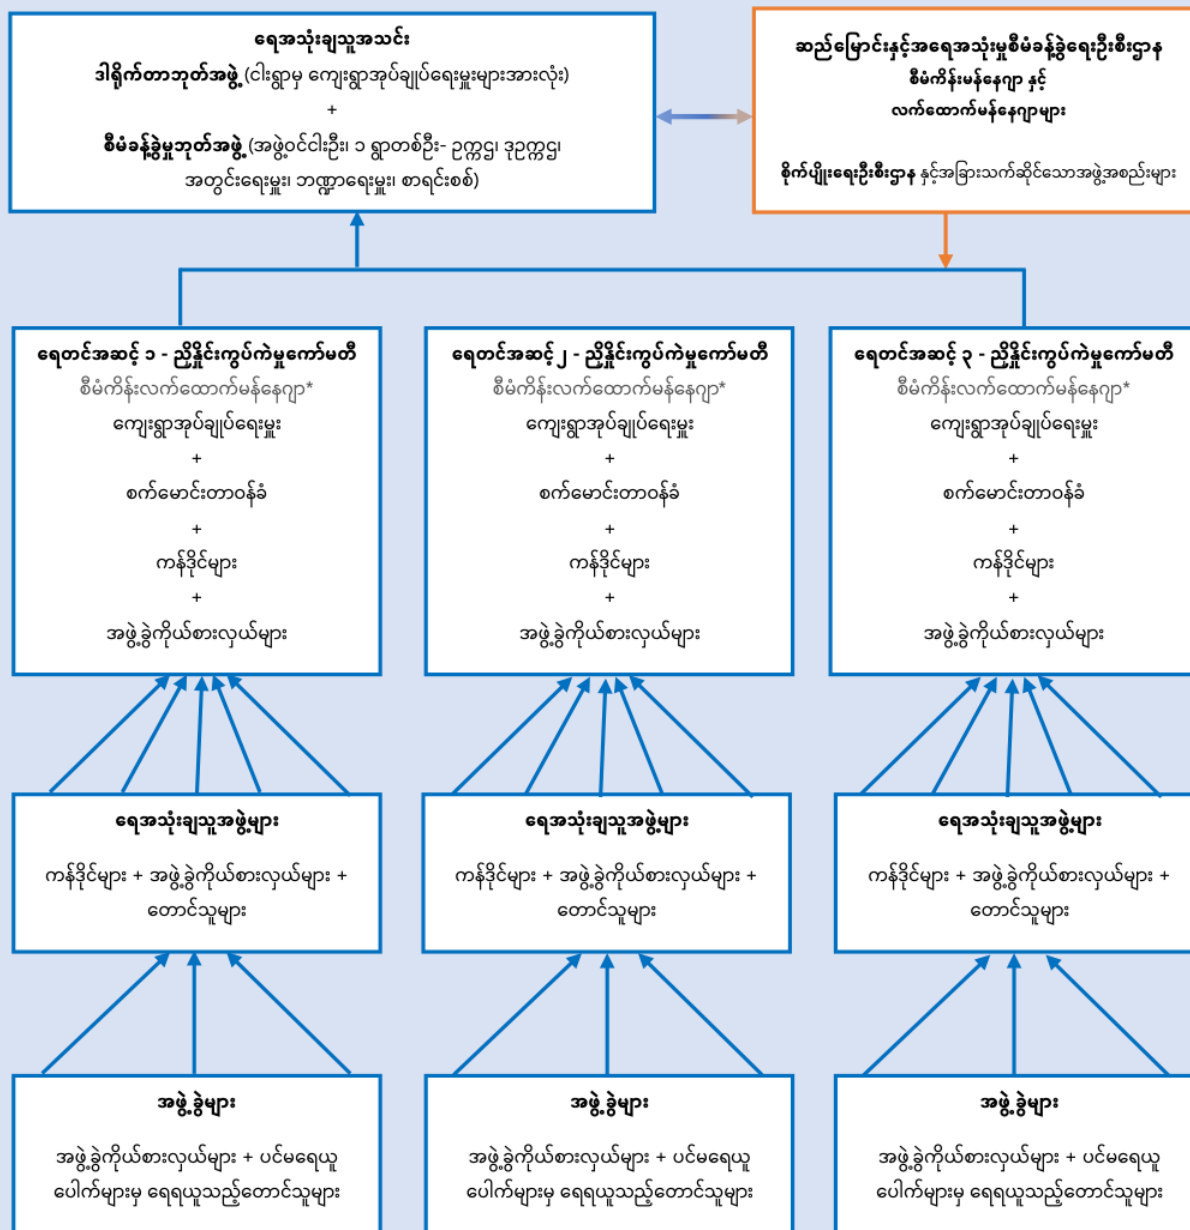 ရေအသုံးချသူအသင်း
ဒါရိုက်တာဘုတ်အဖွဲ့ (ငါးရွာမှ ကျေးရွာအုပ်ချုပ်ရေးမှူးများအားလုံး)
+
စီမံခန့်ခွဲမှုဘုတ်အဖွဲ့ (အဖွဲ့ဝင်ငါးဦး၊ ၁ ရွာတစ်ဦး- ဥက္ကဌ၊ ဒုဥက္ကဌ၊
အတွင်းရေးမှူး၊ ဘဏ္ဍာရေးမှူး၊ စာရင်းစစ်)
ဆည်မြောင်းနှင့်အရေအသုံးမှုစီမံခန့်ခွဲရေးဦးစီးဌာန
စီမံကိန်းမန်နေဂျာ နှင့်
လက်ထောက်မန်နေဂျာများ
စိုက်ပျိုးရေးဦးစီးဌာန နှင့်အခြားသက်ဆိုင်သောအဖွဲ့အစည်းများ
ရေတင်အဆင့် ၁ - ညှိနှိုင်းကွပ်ကဲမှုကော်မတီ
စီမံကိန်းလက်ထောက်မန်နေဂျာ*
ကျေးရွာအုပ်ချုပ်ရေးမှူး
+
စက်မောင်းတာဝန်ခံ
+
ကန်ဒိုင်များ
+
အဖွဲ့ခွဲကိုယ်စားလှယ်များ
ရေတင်အဆင့်၂ - ညှိနှိုင်းကွပ်ကဲမှုကော်မတီ
စီမံကိန်းလက်ထောက်မန်နေဂျာ*
ကျေးရွာအုပ်ချုပ်ရေးမှူး
+
စက်မောင်းတာဝန်ခံ
+
ကန်ဒိုင်များ
+
အဖွဲ့ခွဲကိုယ်စားလှယ်များ
ရေတင်အဆင့် ၃ - ညှိနှိုင်းကွပ်ကဲမှုကော်မတီ
စီမံကိန်းလက်ထောက်မန်နေဂျာ*
ကျေးရွာအုပ်ချုပ်ရေးမှူး
+
စက်မောင်းတာဝန်ခံ
+
ကန်ဒိုင်များ
+
အဖွဲ့ခွဲကိုယ်စားလှယ်များ
ရေအသုံးချသူအဖွဲ့များ
ကန်ဒိုင်များ + အဖွဲ့ခွဲကိုယ်စားလှယ်များ +
တောင်သူများ
ရေအသုံးချသူအဖွဲ့များ
ကန်ဒိုင်များ + အဖွဲ့ခွဲကိုယ်စားလှယ်များ +
တောင်သူများ
ရေအသုံးချသူအဖွဲ့များ
ကန်ဒိုင်များ + အဖွဲ့ခွဲကိုယ်စားလှယ်များ +
တောင်သူများ
အဖွဲ့ခွဲများ
အဖွဲ့ခွဲကိုယ်စားလှယ်များ + ပင်မရေယူ
ပေါက်များမှ ရေရယူသည့်တောင်သူများ
အဖွဲ့ခွဲများ
အဖွဲ့ခွဲကိုယ်စားလှယ်များ + ပင်မရေယူ
ပေါက်များမှ ရေရယူသည့်တောင်သူများ
အဖွဲ့ခွဲများ
အဖွဲ့ခွဲကိုယ်စားလှယ်များ + ပင်မရေယူ
ပေါက်များမှ ရေရယူသည့်တောင်သူများ